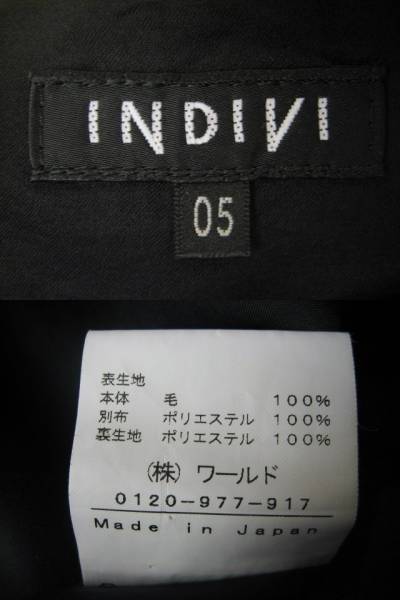 INDIVI
05
表生地
本体 毛 100%
別布 ポリエステル 100%
裏生地 ポリエステル 100%
(株) ワールド
0120-977-917
Made in Japan